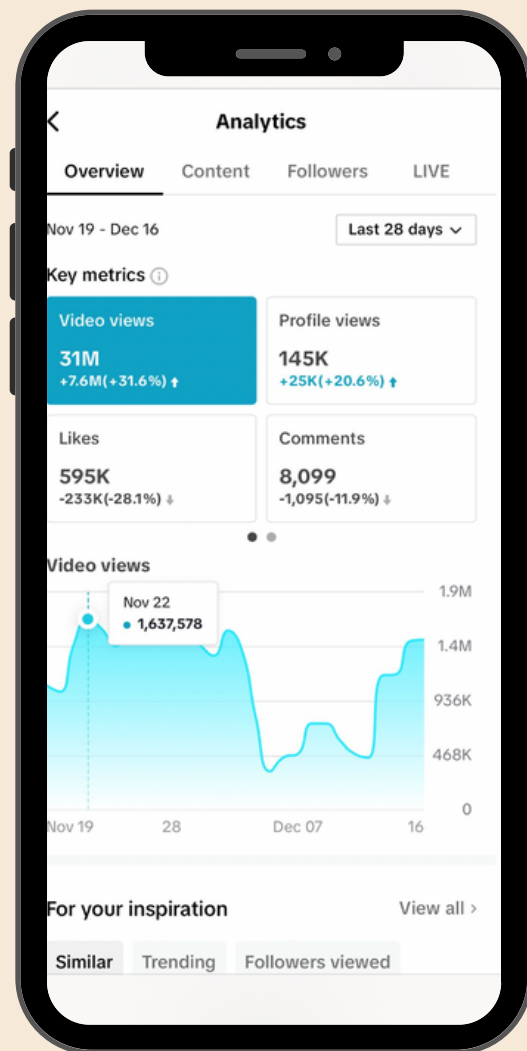 Analytics
Overview Content Followers LIVE
Nov 19 - Dec 16 Last 28 days
Key metrics
Video views Profile views
31M 145K
+7.6M(+31.6%) +25K(+20.6%)
Likes Comments
595K 8,099
-233K(-28.1%) -1,095(-11.9%)
Video views
1.9M
Nov 22
1,637,578
1.4M
936K
468K
0
Nov 19 28 Dec 07 16
For your inspiration View all
Similar Trending Followers viewed